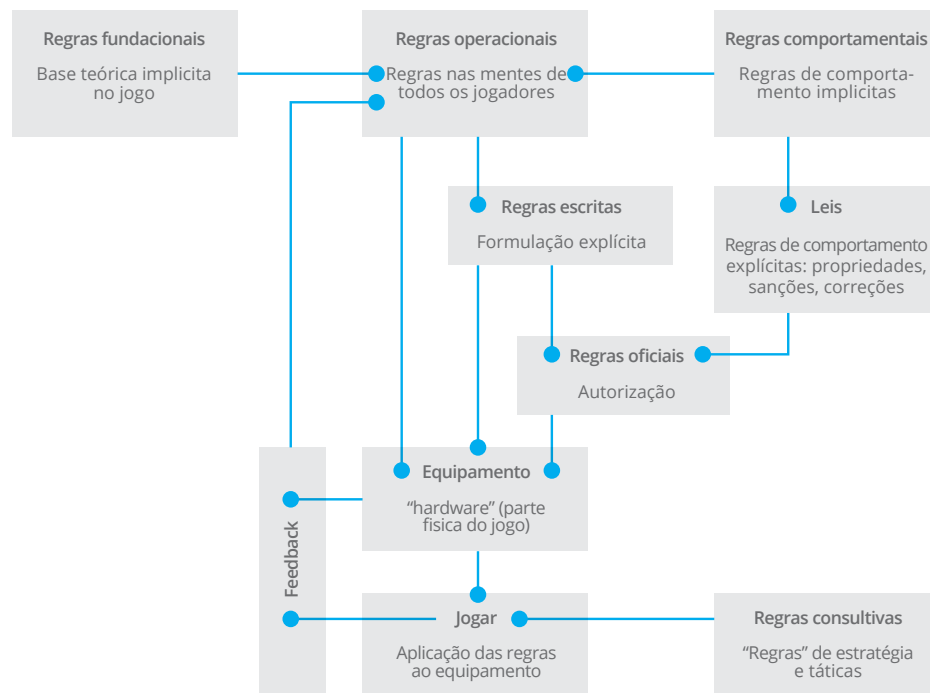 Regras fundacionais
Base teórica implicita
no jogo
Regras operacionais
Regras nas mentes de
todos os jogadores
Regras comportamentais
Regras de comporta-
mento implicitas
Regras escritas
Formulação explícita
Leis
Regras de comportamento
explícitas: propriedades,
sanções, correções
Regras oficiais
Autorização
Equipamento
“hardware” (parte
fisica do jogo)
Feedback
Jogar
Aplicação das regras
ao equipamento
Regras consultivas
“Regras” de estratégia
e táticas